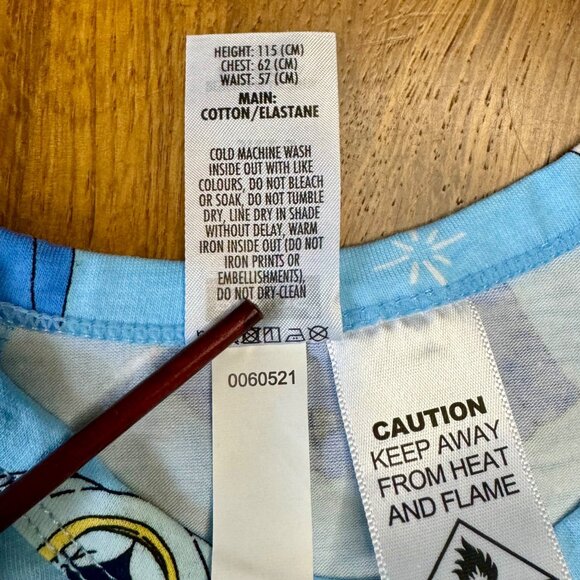 HEIGHT: 115 (CM)
CHEST: 62 (CM)
WAIST: 57 (CM)
MAIN:
COTTON/ELASTANE
COLD MACHINE WASH
INSIDE OUT WITH LIKE
COLOURS, DO NOT BLEACH
OR SOAK, DO NOT TUMBLE
DRY, LINE DRY IN SHADE
WITHOUT DELAY, WARM
IRON INSIDE OUT (DO NOT
IRON PRINTS OR
EMBELLISHMENTS),
DO NOT DRY-CLEAN
0060521
CAUTION
KEEP AWAY
FROM HEAT
AND FLAME